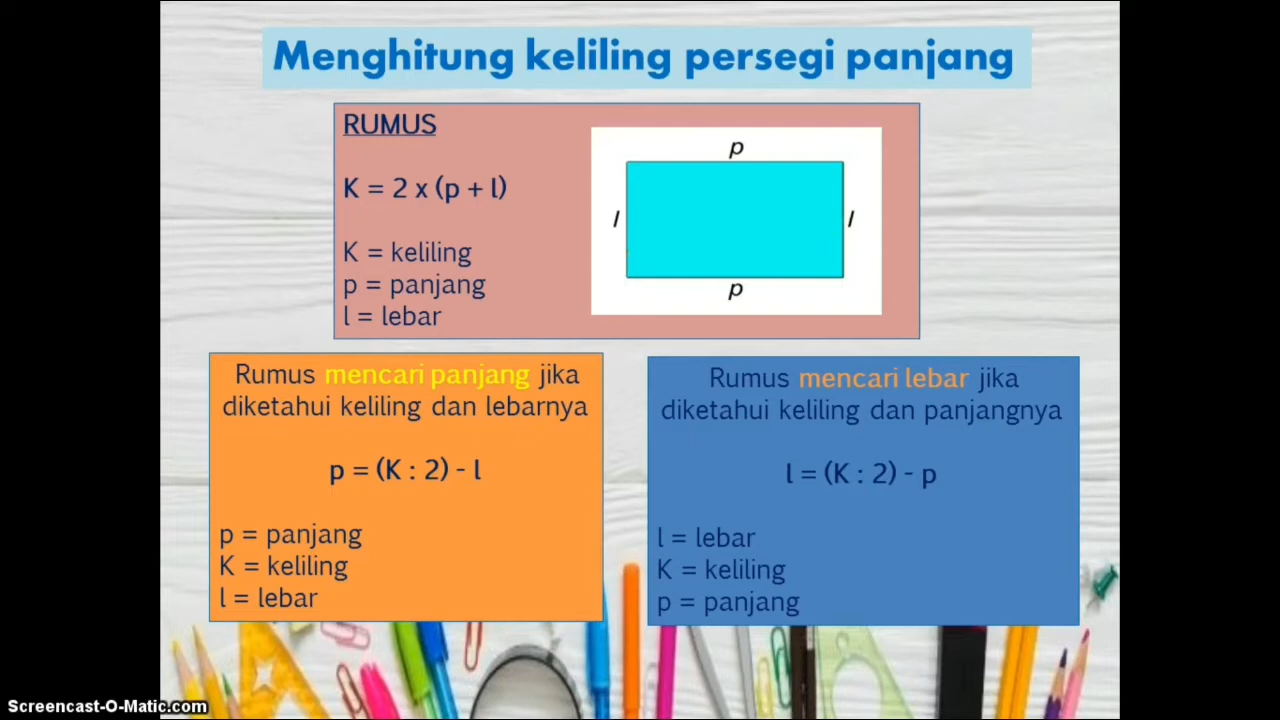 Menghitung keliling persegi panjang
RUMUS
K = 2 x (p + l)
K = keliling
p = panjang
l = lebar
p
l
l
p
Rumus mencari panjang jika
diketahui keliling dan lebarnya
p = (K : 2) - l
p = panjang
K = keliling
l = lebar
Rumus mencari lebar jika
diketahui keliling dan panjangnya
l = (K : 2) - p
l = lebar
K = keliling
p = panjang
Screencast-O-Matic.com